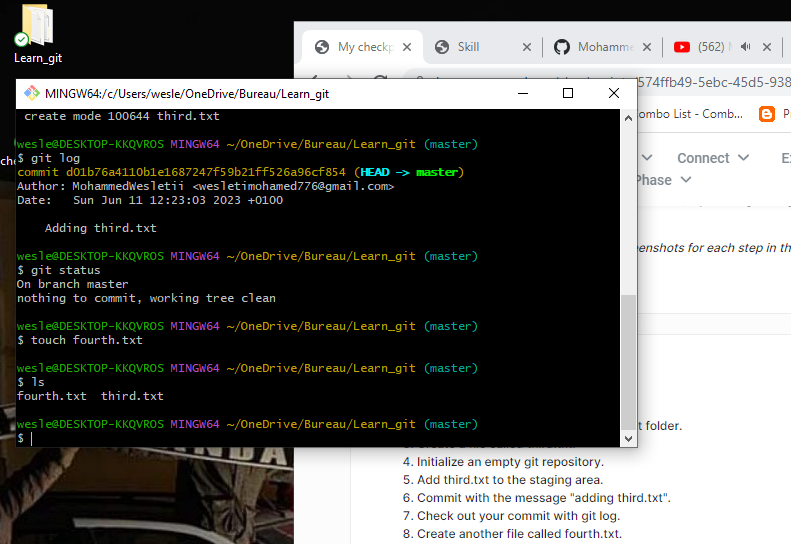 Learn_git
My checkp
Skill
Mohamme
(562)
574ffb49-5ebc-45d5-938
MINGW64:/c/Users/wesle/OneDrive/Bureau/Learn_git
ombo List - Comb...
P
create mode 100644 third.txt
wesle@DESKTOP-KKQVROS MINGW64 ~/OneDrive/Bureau/Learn_git (master)
$ git log
commit d01b76a4110b1e1687247f59b21ff526a96cf854 (HEAD -> master)
Author: MohammedWesletii <wesletimohamed776@gmail.com>
Date:   Sun Jun 11 12:23:03 2023 +0100
Adding third.txt
wesle@DESKTOP-KKQVROS MINGW64 ~/OneDrive/Bureau/Learn_git (master)
$ git status
On branch master
nothing to commit, working tree clean
wesle@DESKTOP-KKQVROS MINGW64 ~/OneDrive/Bureau/Learn_git (master)
$ touch fourth.txt
wesle@DESKTOP-KKQVROS MINGW64 ~/OneDrive/Bureau/Learn_git (master)
$ ls
fourth.txt  third.txt
wesle@DESKTOP-KKQVROS MINGW64 ~/OneDrive/Bureau/Learn_git (master)
$
che
Connect
E
Phase
enshots for each step in th
t folder.
4. Initialize an empty git repository.
5. Add third.txt to the staging area.
6. Commit with the message "adding third.txt".
7. Check out your commit with git log.
8. Create another file called fourth.txt.